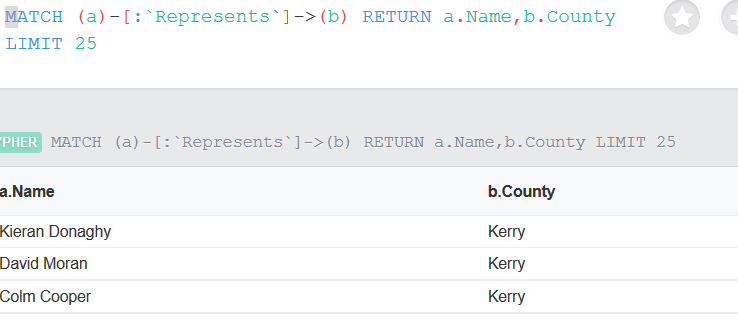 MATCH (a)-[:`Represents`]->(b) RETURN a.Name,b.County
LIMIT 25
YPHER MATCH (a)-[:`Represents`]->(b) RETURN a.Name,b.County LIMIT 25
a.Name b.County
Kieran Donaghy Kerry
David Moran Kerry
Colm Cooper Kerry